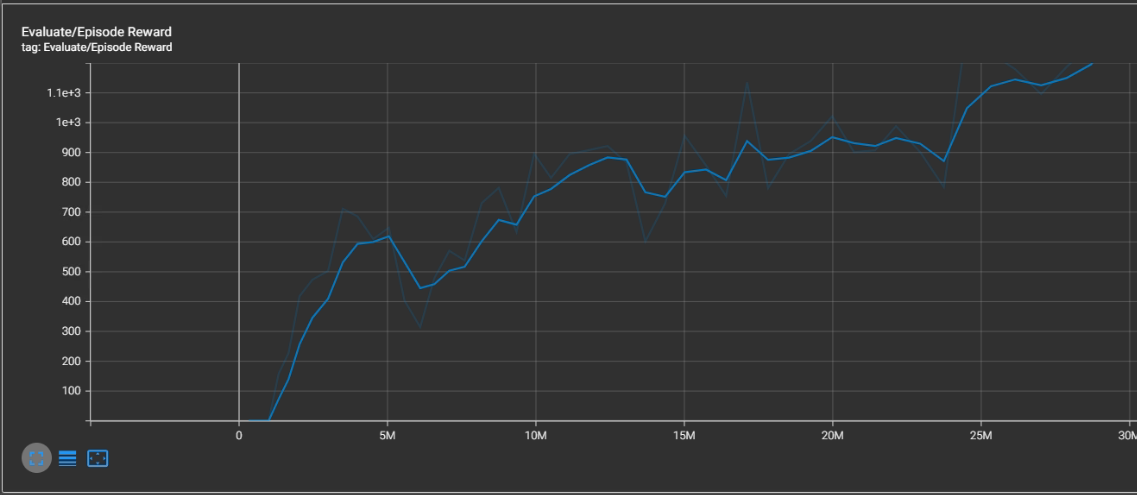 Evaluate/Episode Reward
tag: Evaluate/Episode Reward
1.1e+3
1e+3
900
800
700
600
500
400
300
200
100
0 5M 10M 15M 20M 25M 30M